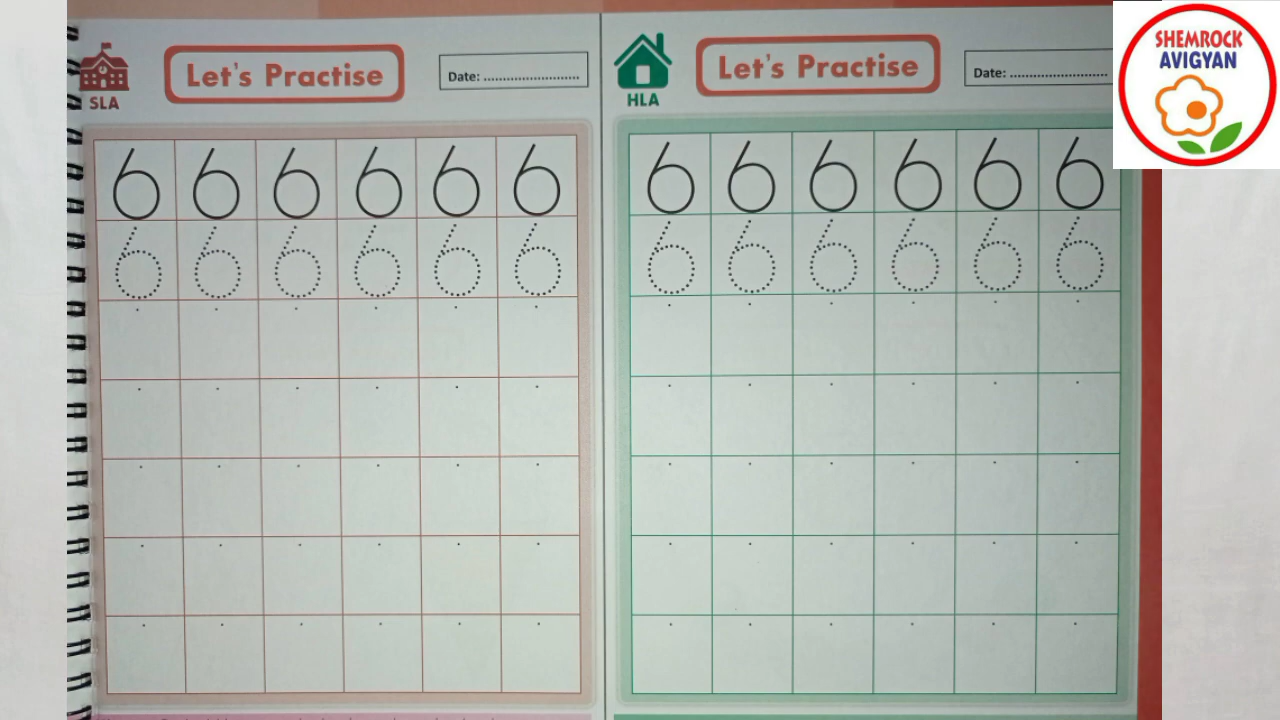 Let's Practise
Date: .........................
SLA
6 6 6 6 6 6
6 6 6 6 6 6
Let's Practise
Date: .........................
HLA
6 6 6 6 6 6
6 6 6 6 6 6
SHEMROCK
AVIGYAN